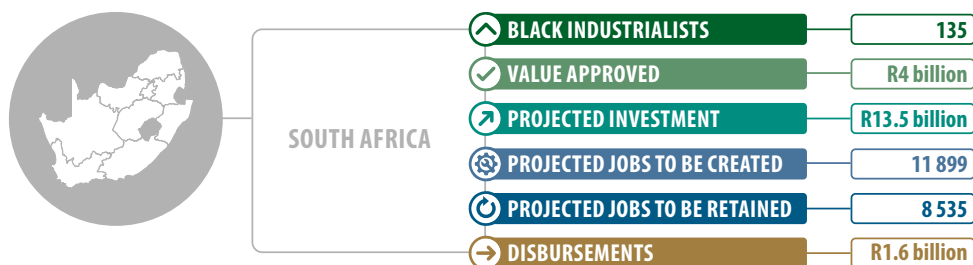 SOUTH AFRICA
BLACK INDUSTRIALISTS 135
VALUE APPROVED R4 billion
PROJECTED INVESTMENT R13.5 billion
PROJECTED JOBS TO BE CREATED 11 899
PROJECTED JOBS TO BE RETAINED 8 535
DISBURSEMENTS R1.6 billion